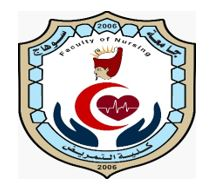 2006
جامعة سوهاج
Faculty of Nursing
كلية التمريض
2006